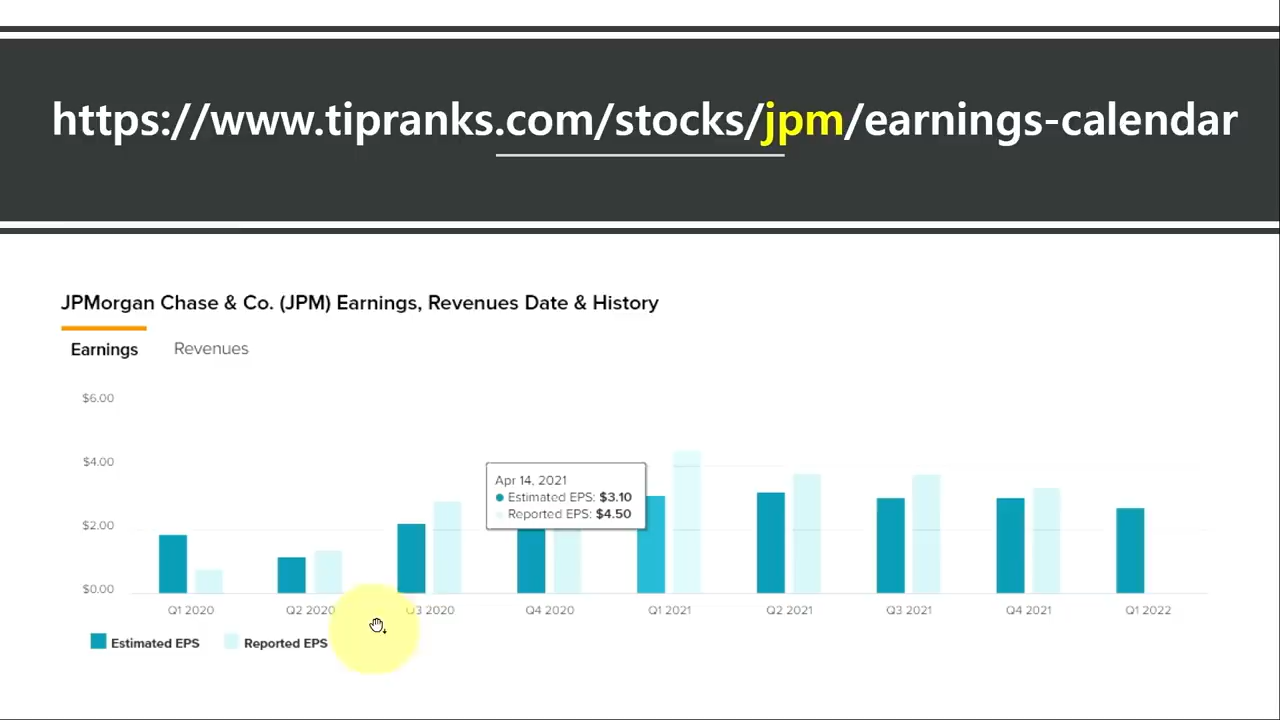 https://www.tipranks.com/stocks/jpm/earnings-calendar
JPMorgan Chase & Co. (JPM) Earnings, Revenues Date & History
Earnings Revenues
$6.00
$4.00
$2.00
$0.00
Apr 14, 2021
Estimated EPS: $3.10
Reported EPS: $4.50
Q1 2020 Q2 2020 Q3 2020 Q4 2020 Q1 2021 Q2 2021 Q3 2021 Q4 2021 Q1 2022
Estimated EPS Reported EPS